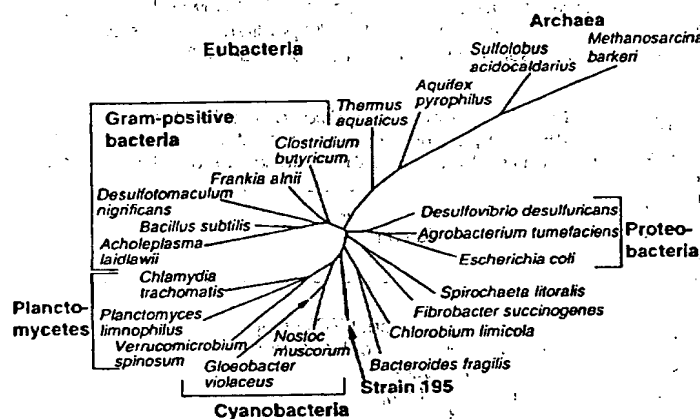 Archaea
Eubacteria
Methanosarcina
barkeri
Sulfolobus
acidocaldarius
Aquifex
pyrophilus
Thermus
aquaticus
Gram-positive
bacteria
Clostridium
butyricum
Frankia alnii
Desulfotomaculum
nigrificans
Bacillus subtilis
Acholeplasma
laidlawii
Desulfovibrio desulfuricans
Agrobacterium tumefaciens
Escherichia coli
Proteo-
bacteria
Chlamydia
trachomatis
Plancto-
mycetes
Planctomyces
limnophilus
Verrucomicrobium
spinosum
Gloeobacter
violaceus
Nostoc
muscorum
Spirochaeta litoralis
Fibrobacter succinogenes
Chlorobium limicola
Bacteroides fragilis
Strain 195
Cyanobacteria